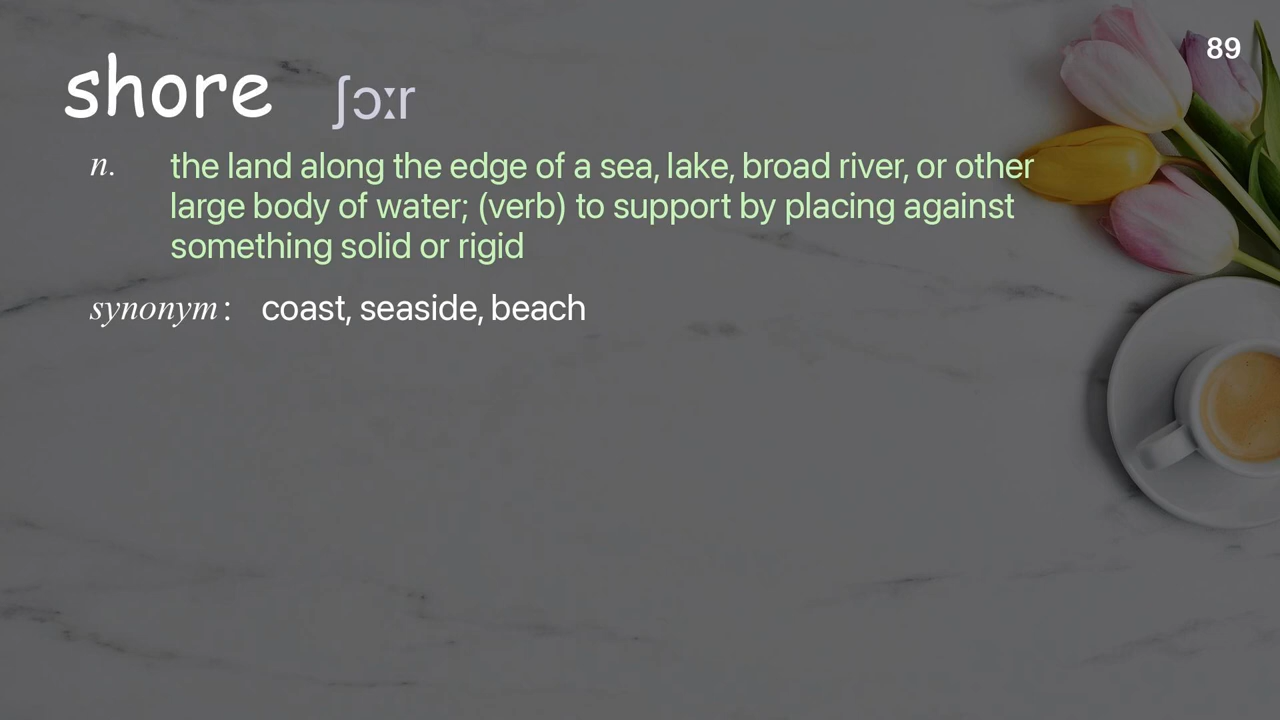 89
shore ʃɔːr
n. the land along the edge of a sea, lake, broad river, or other
large body of water; (verb) to support by placing against
something solid or rigid
synonym: coast, seaside, beach